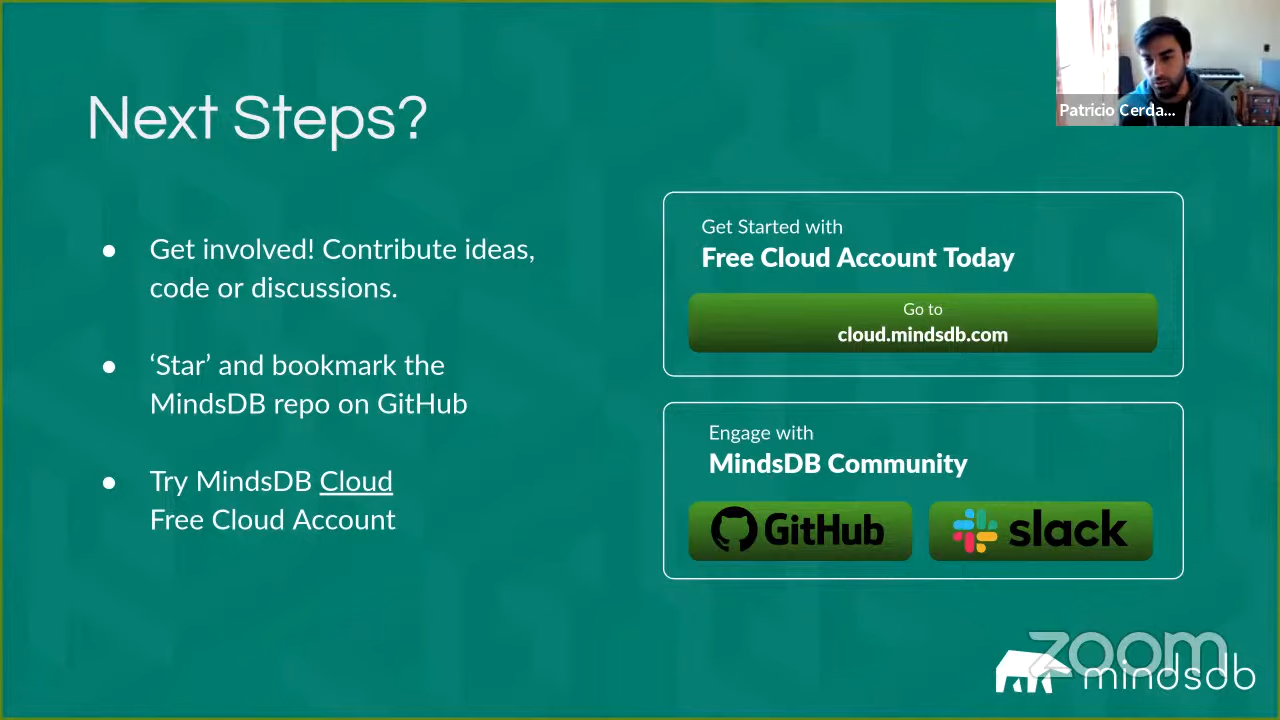 Patricio Cerda...
Next Steps?
● Get involved! Contribute ideas,
code or discussions.
● ‘Star’ and bookmark the
MindsDB repo on GitHub
● Try MindsDB Cloud
Free Cloud Account
Get Started with
Free Cloud Account Today
Go to
cloud.mindsdb.com
Engage with
MindsDB Community
GitHub
slack
zoom
mindsdb